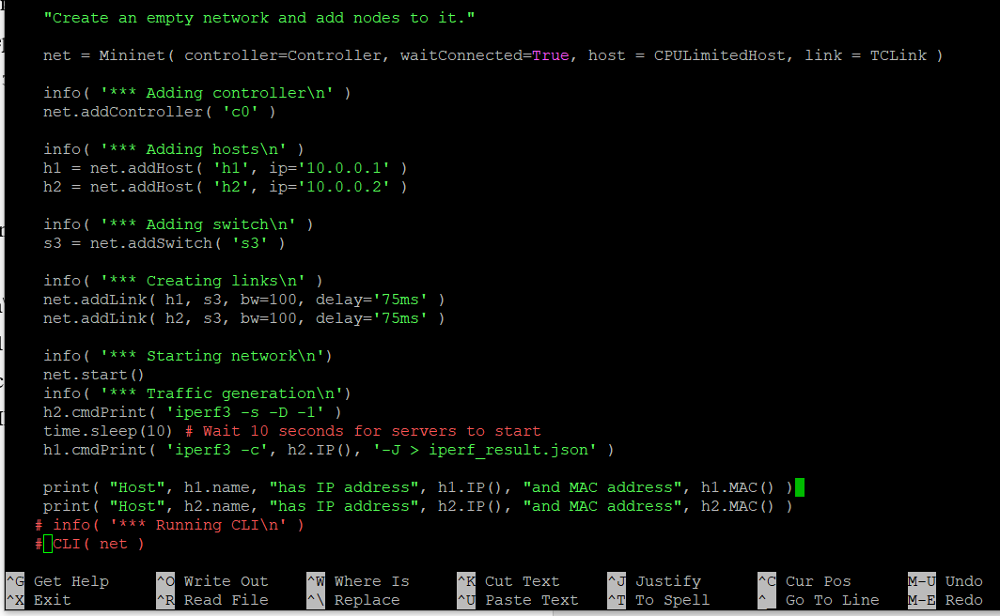 "Create an empty network and add nodes to it."
net = Mininet( controller=Controller, waitConnected=True, host = CPULimitedHost, link = TCLink )
info( '*** Adding controller\n' )
net.addController( 'c0' )
info( '*** Adding hosts\n' )
h1 = net.addHost( 'h1', ip='10.0.0.1' )
h2 = net.addHost( 'h2', ip='10.0.0.2' )
info( '*** Adding switch\n' )
s3 = net.addSwitch( 's3' )
info( '*** Creating links\n' )
net.addLink( h1, s3, bw=100, delay='75ms' )
net.addLink( h2, s3, bw=100, delay='75ms' )
info( '*** Starting network\n')
net.start()
info( '*** Traffic generation\n')
h2.cmdPrint( 'iperf3 -s -D -1' )
time.sleep(10) # Wait 10 seconds for servers to start
h1.cmdPrint( 'iperf3 -c', h2.IP(), '-J > iperf_result.json' )
print( "Host", h1.name, "has IP address", h1.IP(), "and MAC address", h1.MAC() )
print( "Host", h2.name, "has IP address", h2.IP(), "and MAC address", h2.MAC() )
# info( '*** Running CLI\n' )
# CLI( net )
^G Get Help ^O Write Out ^W Where Is ^K Cut Text ^J Justify ^C Cur Pos M-U Undo
^X Exit ^R Read File ^\ Replace ^U Paste Text ^T To Spell ^_ Go To Line M-E Redo